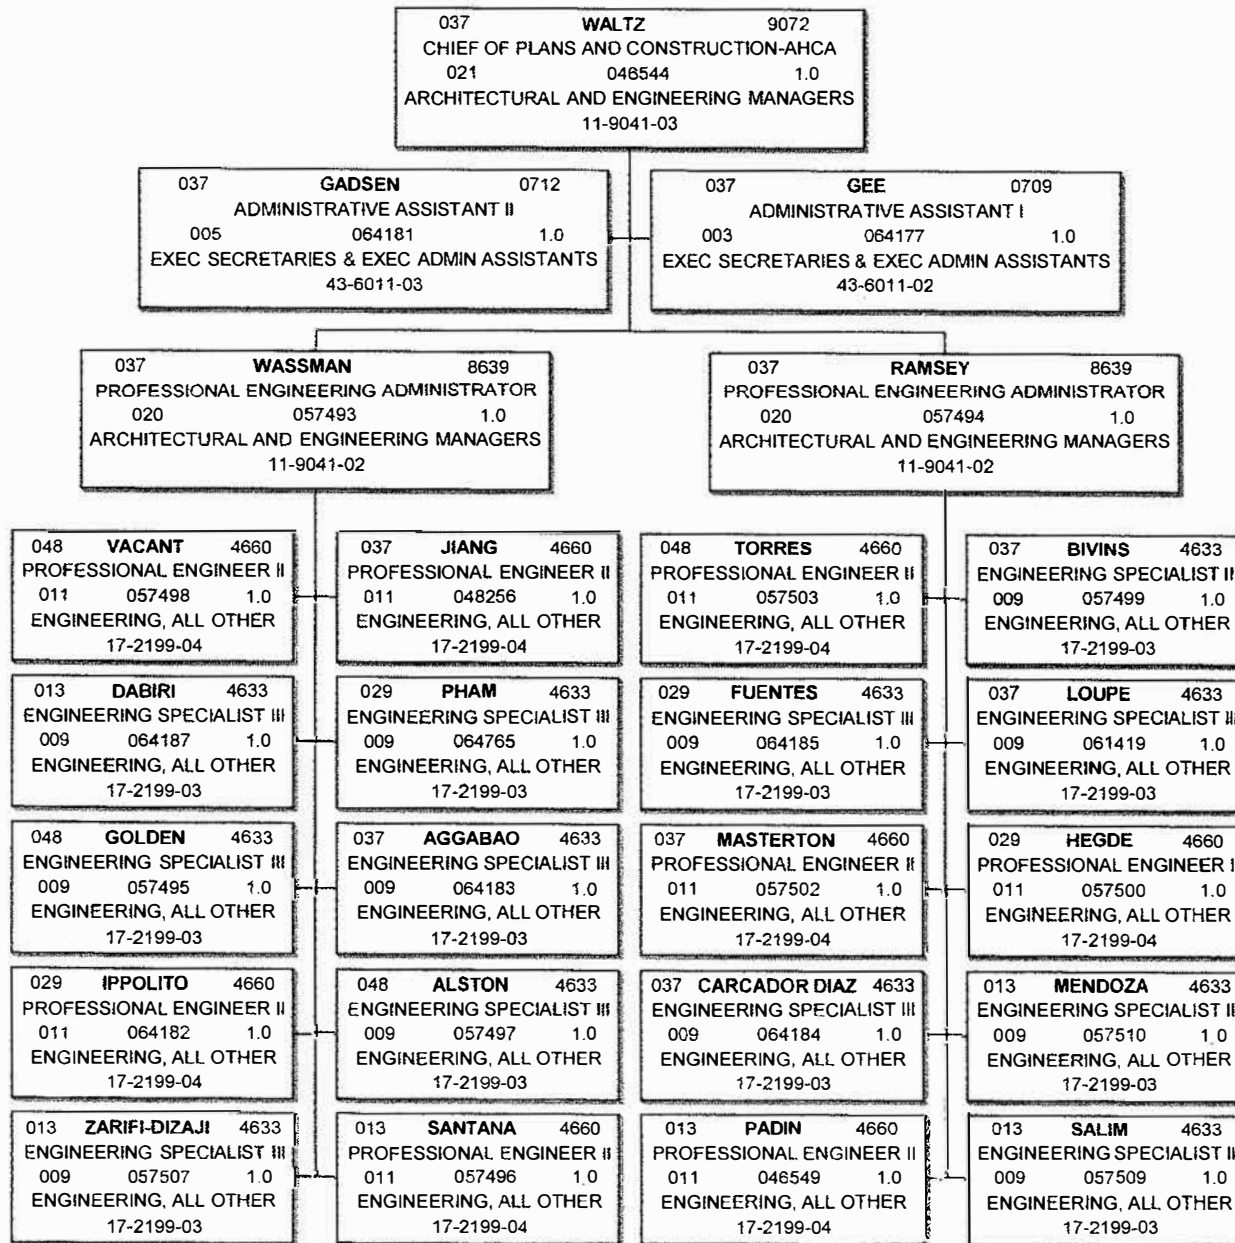 037 WALTZ 9072
CHIEF OF PLANS AND CONSTRUCTION-AHCA
021 046544 1.0
ARCHITECTURAL AND ENGINEERING MANAGERS
11-9041-03
037 GADSEN 0712
ADMINISTRATIVE ASSISTANT II
005 064181 1.0
EXEC SECRETARIES & EXEC ADMIN ASSISTANTS
43-6011-03
037 GEE 0709
ADMINISTRATIVE ASSISTANT I
003 064177 1.0
EXEC SECRETARIES & EXEC ADMIN ASSISTANTS
43-6011-02
037 WASSMAN 8639
PROFESSIONAL ENGINEERING ADMINISTRATOR
020 057493 1.0
ARCHITECTURAL AND ENGINEERING MANAGERS
11-9041-02
037 RAMSEY 8639
PROFESSIONAL ENGINEERING ADMINISTRATOR
020 057494 1.0
ARCHITECTURAL AND ENGINEERING MANAGERS
11-9041-02
048 VACANT 4660
PROFESSIONAL ENGINEER II
011 057498 1.0
ENGINEERING, ALL OTHER
17-2199-04
037 JIANG 4660
PROFESSIONAL ENGINEER II
011 048256 1.0
ENGINEERING, ALL OTHER
17-2199-04
048 TORRES 4660
PROFESSIONAL ENGINEER II
011 057503 1.0
ENGINEERING, ALL OTHER
17-2199-04
037 BIVINS 4633
ENGINEERING SPECIALIST II
009 057499 1.0
ENGINEERING, ALL OTHER
17-2199-03
013 DABIRI 4633
ENGINEERING SPECIALIST III
009 064187 1.0
ENGINEERING, ALL OTHER
17-2199-03
029 PHAM 4633
ENGINEERING SPECIALIST III
009 064765 1.0
ENGINEERING, ALL OTHER
17-2199-03
029 FUENTES 4633
ENGINEERING SPECIALIST III
009 064185 1.0
ENGINEERING, ALL OTHER
17-2199-03
037 LOUPE 4633
ENGINEERING SPECIALIST II
009 061419 1.0
ENGINEERING, ALL OTHER
17-2199-03
048 GOLDEN 4633
ENGINEERING SPECIALIST III
009 057495 1.0
ENGINEERING, ALL OTHER
17-2199-03
037 AGGABAO 4633
ENGINEERING SPECIALIST III
009 064183 1.0
ENGINEERING, ALL OTHER
17-2199-03
037 MASTERTON 4660
PROFESSIONAL ENGINEER II
011 057502 1.0
ENGINEERING, ALL OTHER
17-2199-04
029 HEGDE 4660
PROFESSIONAL ENGINEER I
011 057500 1.0
ENGINEERING, ALL OTHER
17-2199-04
029 IPPOLITO 4660
PROFESSIONAL ENGINEER II
011 064182 1.0
ENGINEERING, ALL OTHER
17-2199-04
048 ALSTON 4633
ENGINEERING SPECIALIST III
009 057497 1.0
ENGINEERING, ALL OTHER
17-2199-03
037 CARCADOR DIAZ 4633
ENGINEERING SPECIALIST III
009 064184 1.0
ENGINEERING, ALL OTHER
17-2199-03
013 MENDOZA 4633
ENGINEERING SPECIALIST II
009 057510 1.0
ENGINEERING, ALL OTHER
17-2199-03
013 ZARIFI-DIZAJI 4633
ENGINEERING SPECIALIST III
009 057507 1.0
ENGINEERING, ALL OTHER
17-2199-03
013 SANTANA 4660
PROFESSIONAL ENGINEER II
011 057496 1.0
ENGINEERING, ALL OTHER
17-2199-04
013 PADIN 4660
PROFESSIONAL ENGINEER II
011 046549 1.0
ENGINEERING, ALL OTHER
17-2199-04
013 SALIM 4633
ENGINEERING SPECIALIST II
009 057509 1.0
ENGINEERING, ALL OTHER
17-2199-03